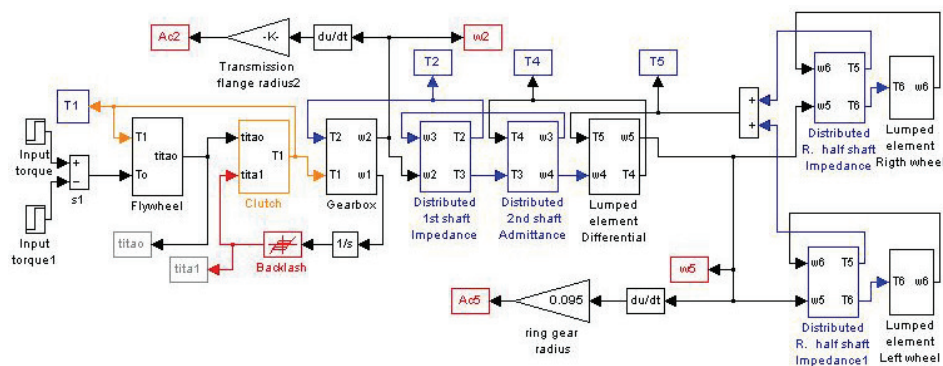 Ac2
-K-
du/dt
w2
Transmission
flange radius2
T2
T4
T5
T1
Input
torque
+
−
s1
Input
torque1
T1
To
titao
Flywheel
titao
tita1
T1
Clutch
T2
T1
w2
w1
Gearbox
w3
w2
T2
T3
Distributed
1st shaft
Impedance
T4
T3
w3
w4
Distributed
2nd shaft
Admittance
T5
w4
w5
T4
Lumped
element
Differential
+
+
w6
w5
T5
T6
Distributed
R. half shaft
Impedance
T6
w6
Lumped
element
Rigth wheel
titao
tita1
Backlash
1/s
w5
Ac5
0.095
du/dt
ring gear
radius
w6
w5
T5
T6
Distributed
R. half shaft
Impedance1
T6
w6
Lumped
element
Left wheel